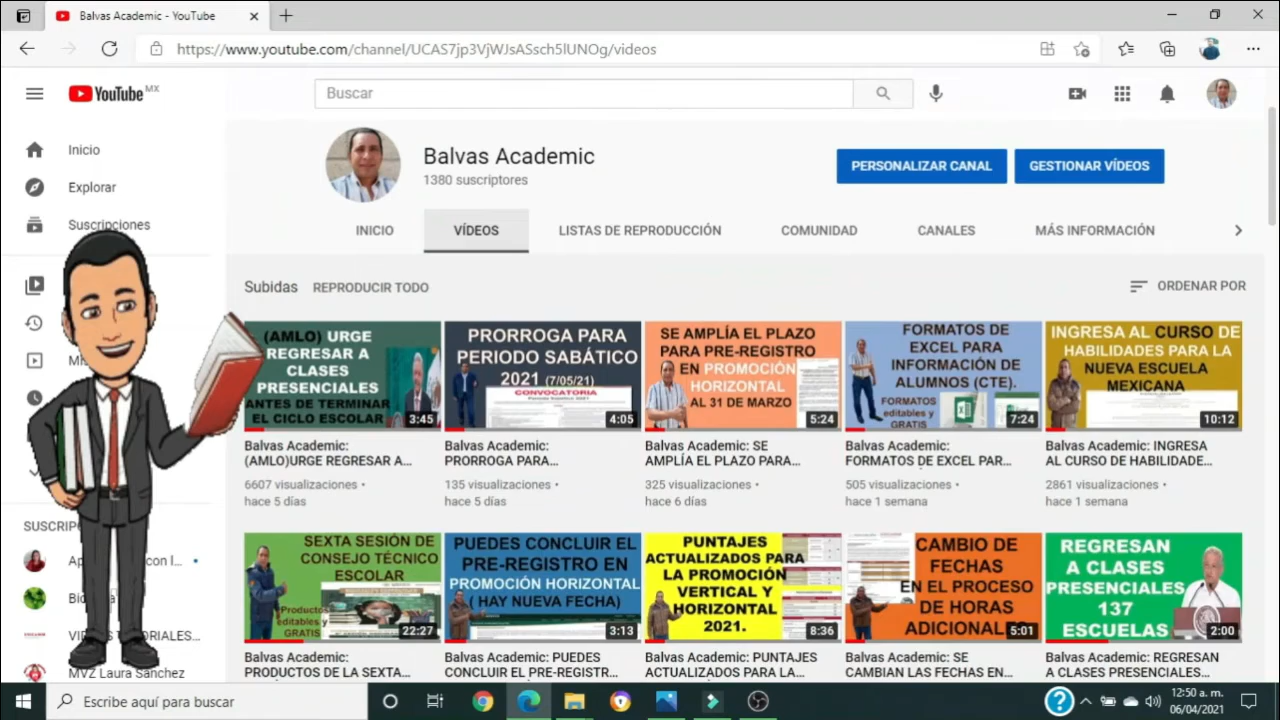 Balvas Academic - YouTube
https://www.youtube.com/channel/UCAS7jp3VjWJsASsch5lUNOg/videos
YouTube MX
Buscar
Inicio
Explorar
Suscripciones
Balvas Academic
1380 suscriptores
PERSONALIZAR CANAL
GESTIONAR VÍDEOS
INICIO
VÍDEOS
LISTAS DE REPRODUCCIÓN
COMUNIDAD
CANALES
MÁS INFORMACIÓN
Subidas
REPRODUCIR TODO
ORDENAR POR
(AMLO) URGE
REGRESAR A
CLASES
PRESENCIALES
ANTES DE TERMINAR
EL CICLO ESCOLAR
3:45
Balvas Academic:
(AMLO)URGE REGRESAR A...
6607 visualizaciones •
hace 5 días
PRORROGA PARA
PERIODO SABÁTICO
2021 (7/05/21)
CONVOCATORIA
4:05
Balvas Academic:
PRORROGA PARA...
135 visualizaciones •
hace 5 días
SE AMPLÍA EL PLAZO
PARA PRE-REGISTRO
EN PROMOCIÓN
HORIZONTAL
AL 31 DE MARZO
5:24
Balvas Academic: SE
AMPLÍA EL PLAZO PARA...
325 visualizaciones •
hace 6 días
FORMATOS DE
EXCEL PARA
INFORMACIÓN DE
ALUMNOS (CTE).
FORMATOS
editables y
GRATIS
7:24
Balvas Academic:
FORMATOS DE EXCEL PAR...
505 visualizaciones •
hace 1 semana
INGRESA AL CURSO DE
HABILIDADES PARA LA
NUEVA ESCUELA
MEXICANA
10:12
Balvas Academic: INGRESA
AL CURSO DE HABILIDADE...
2861 visualizaciones •
hace 1 semana
SUSCRIP
con l...
VID
TORIALES...
MVZ Laura Sánchez
SEXTA SESIÓN DE
CONSEJO TÉCNICO
ESCOLAR
Productos
editables y
GRATIS
22:27
Balvas Academic:
PRODUCTOS DE LA SEXTA...
PUEDES CONCLUIR EL
PRE-REGISTRO EN
PROMOCIÓN HORIZONTAL
( HAY NUEVA FECHA)
3:13
Balvas Academic: PUEDES
CONCLUIR EL PRE-REGISTR...
PUNTAJES
ACTUALIZADOS PARA
LA PROMOCIÓN
VERTICAL Y
HORIZONTAL
2021.
8:36
Balvas Academic: PUNTAJES
ACTUALIZADOS PARA LA...
CAMBIO DE
FECHAS
EN EL PROCESO
DE HORAS
ADICIONAL
5:01
Balvas Academic: SE
CAMBIAN LAS FECHAS EN...
REGRESAN
A CLASES
PRESENCIALES
137
ESCUELAS
2:00
Balvas Academic: REGRESAN
A CLASES PRESENCIALES...
Escribe aquí para buscar
12:50 a. m.
06/04/2021